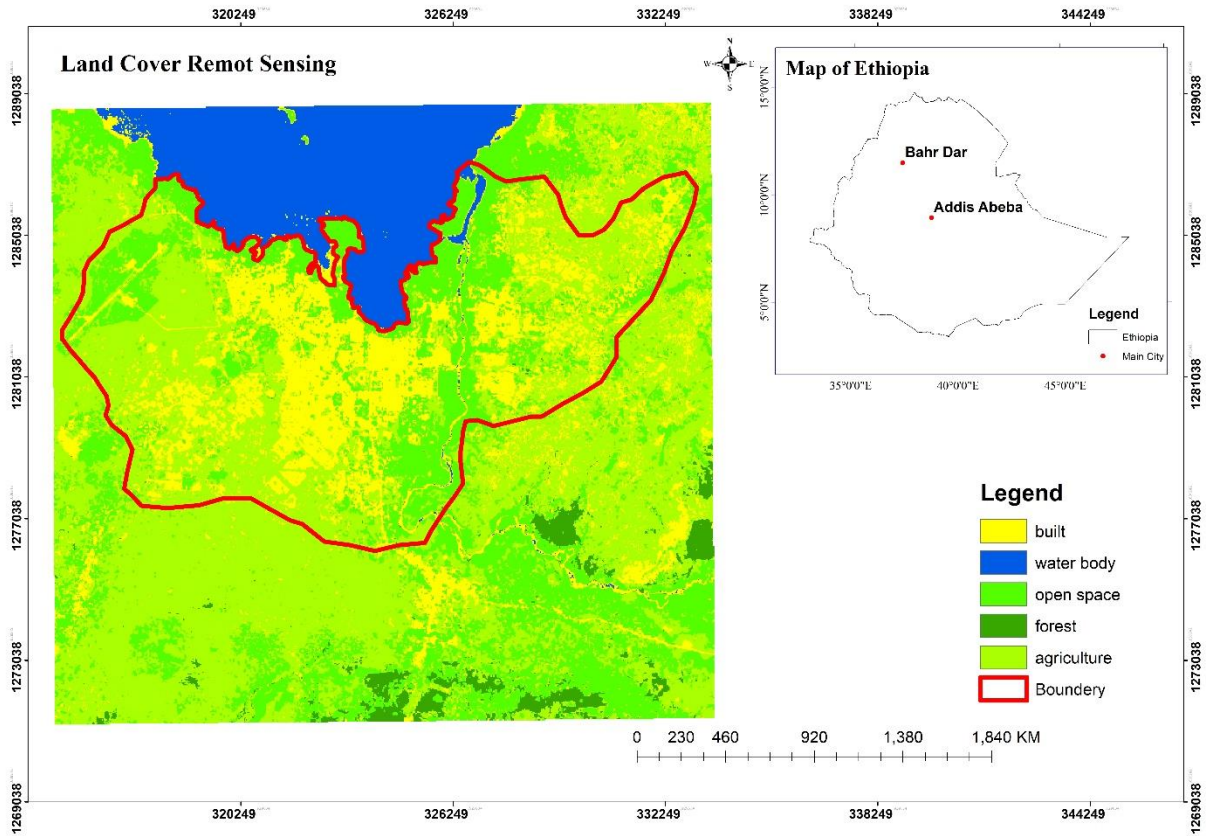 320249 326249 332249 338249 344249
Land Cover Remot Sensing
N
W E
S
Map of Ethiopia
1289038
1285038
1281038
1277038
1273038
1269038
1289038
1285038
1281038
1277038
1273038
1269038
15°0'0"N
10°0'0"N
5°0'0"N
Bahr Dar
Addis Abeba
Legend
Ethiopia
Main City
35°0'0"E 40°0'0"E 45°0'0"E
Legend
built
water body
open space
forest
agriculture
Boundery
0 230 460 920 1,380 1,840 KM
320249 326249 332249 338249 344249